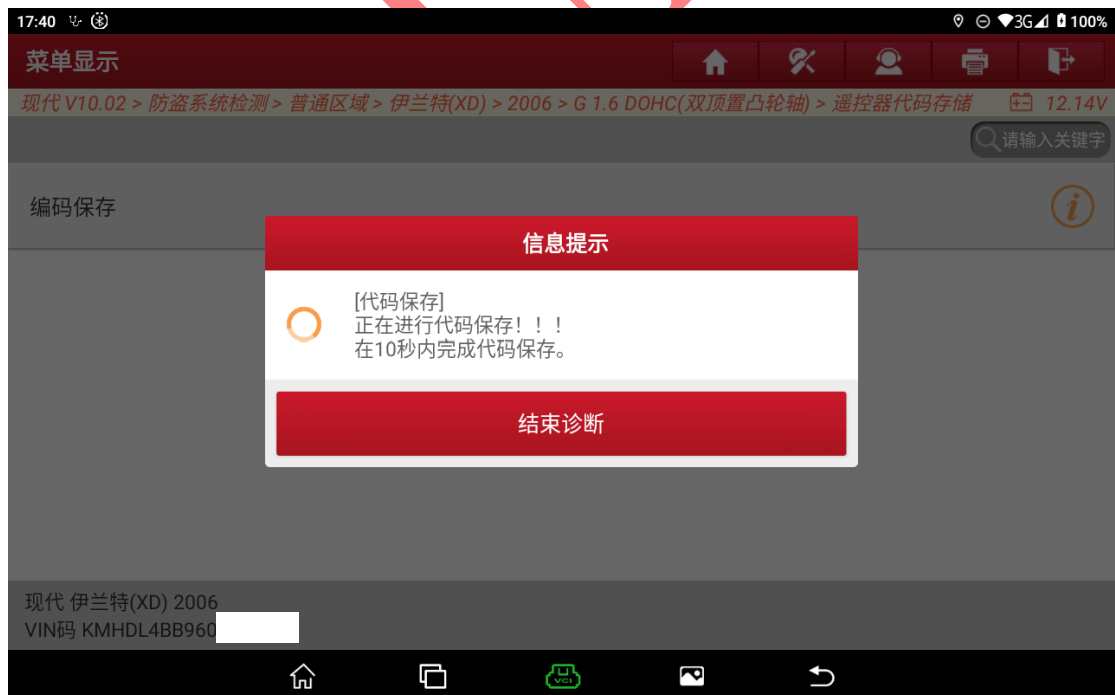 17:40
3G 100%
菜单显示
现代 V10.02 > 防盗系统检测 > 普通区域 > 伊兰特(XD) > 2006 > G 1.6 DOHC(双顶置凸轮轴) > 遥控器代码存储 12.14V
请输入关键字
编码保存
信息提示
[代码保存]
正在进行代码保存！！！
在10秒内完成代码保存。
结束诊断
现代 伊兰特(XD) 2006
VIN码 KMHDL4BB960
VCI